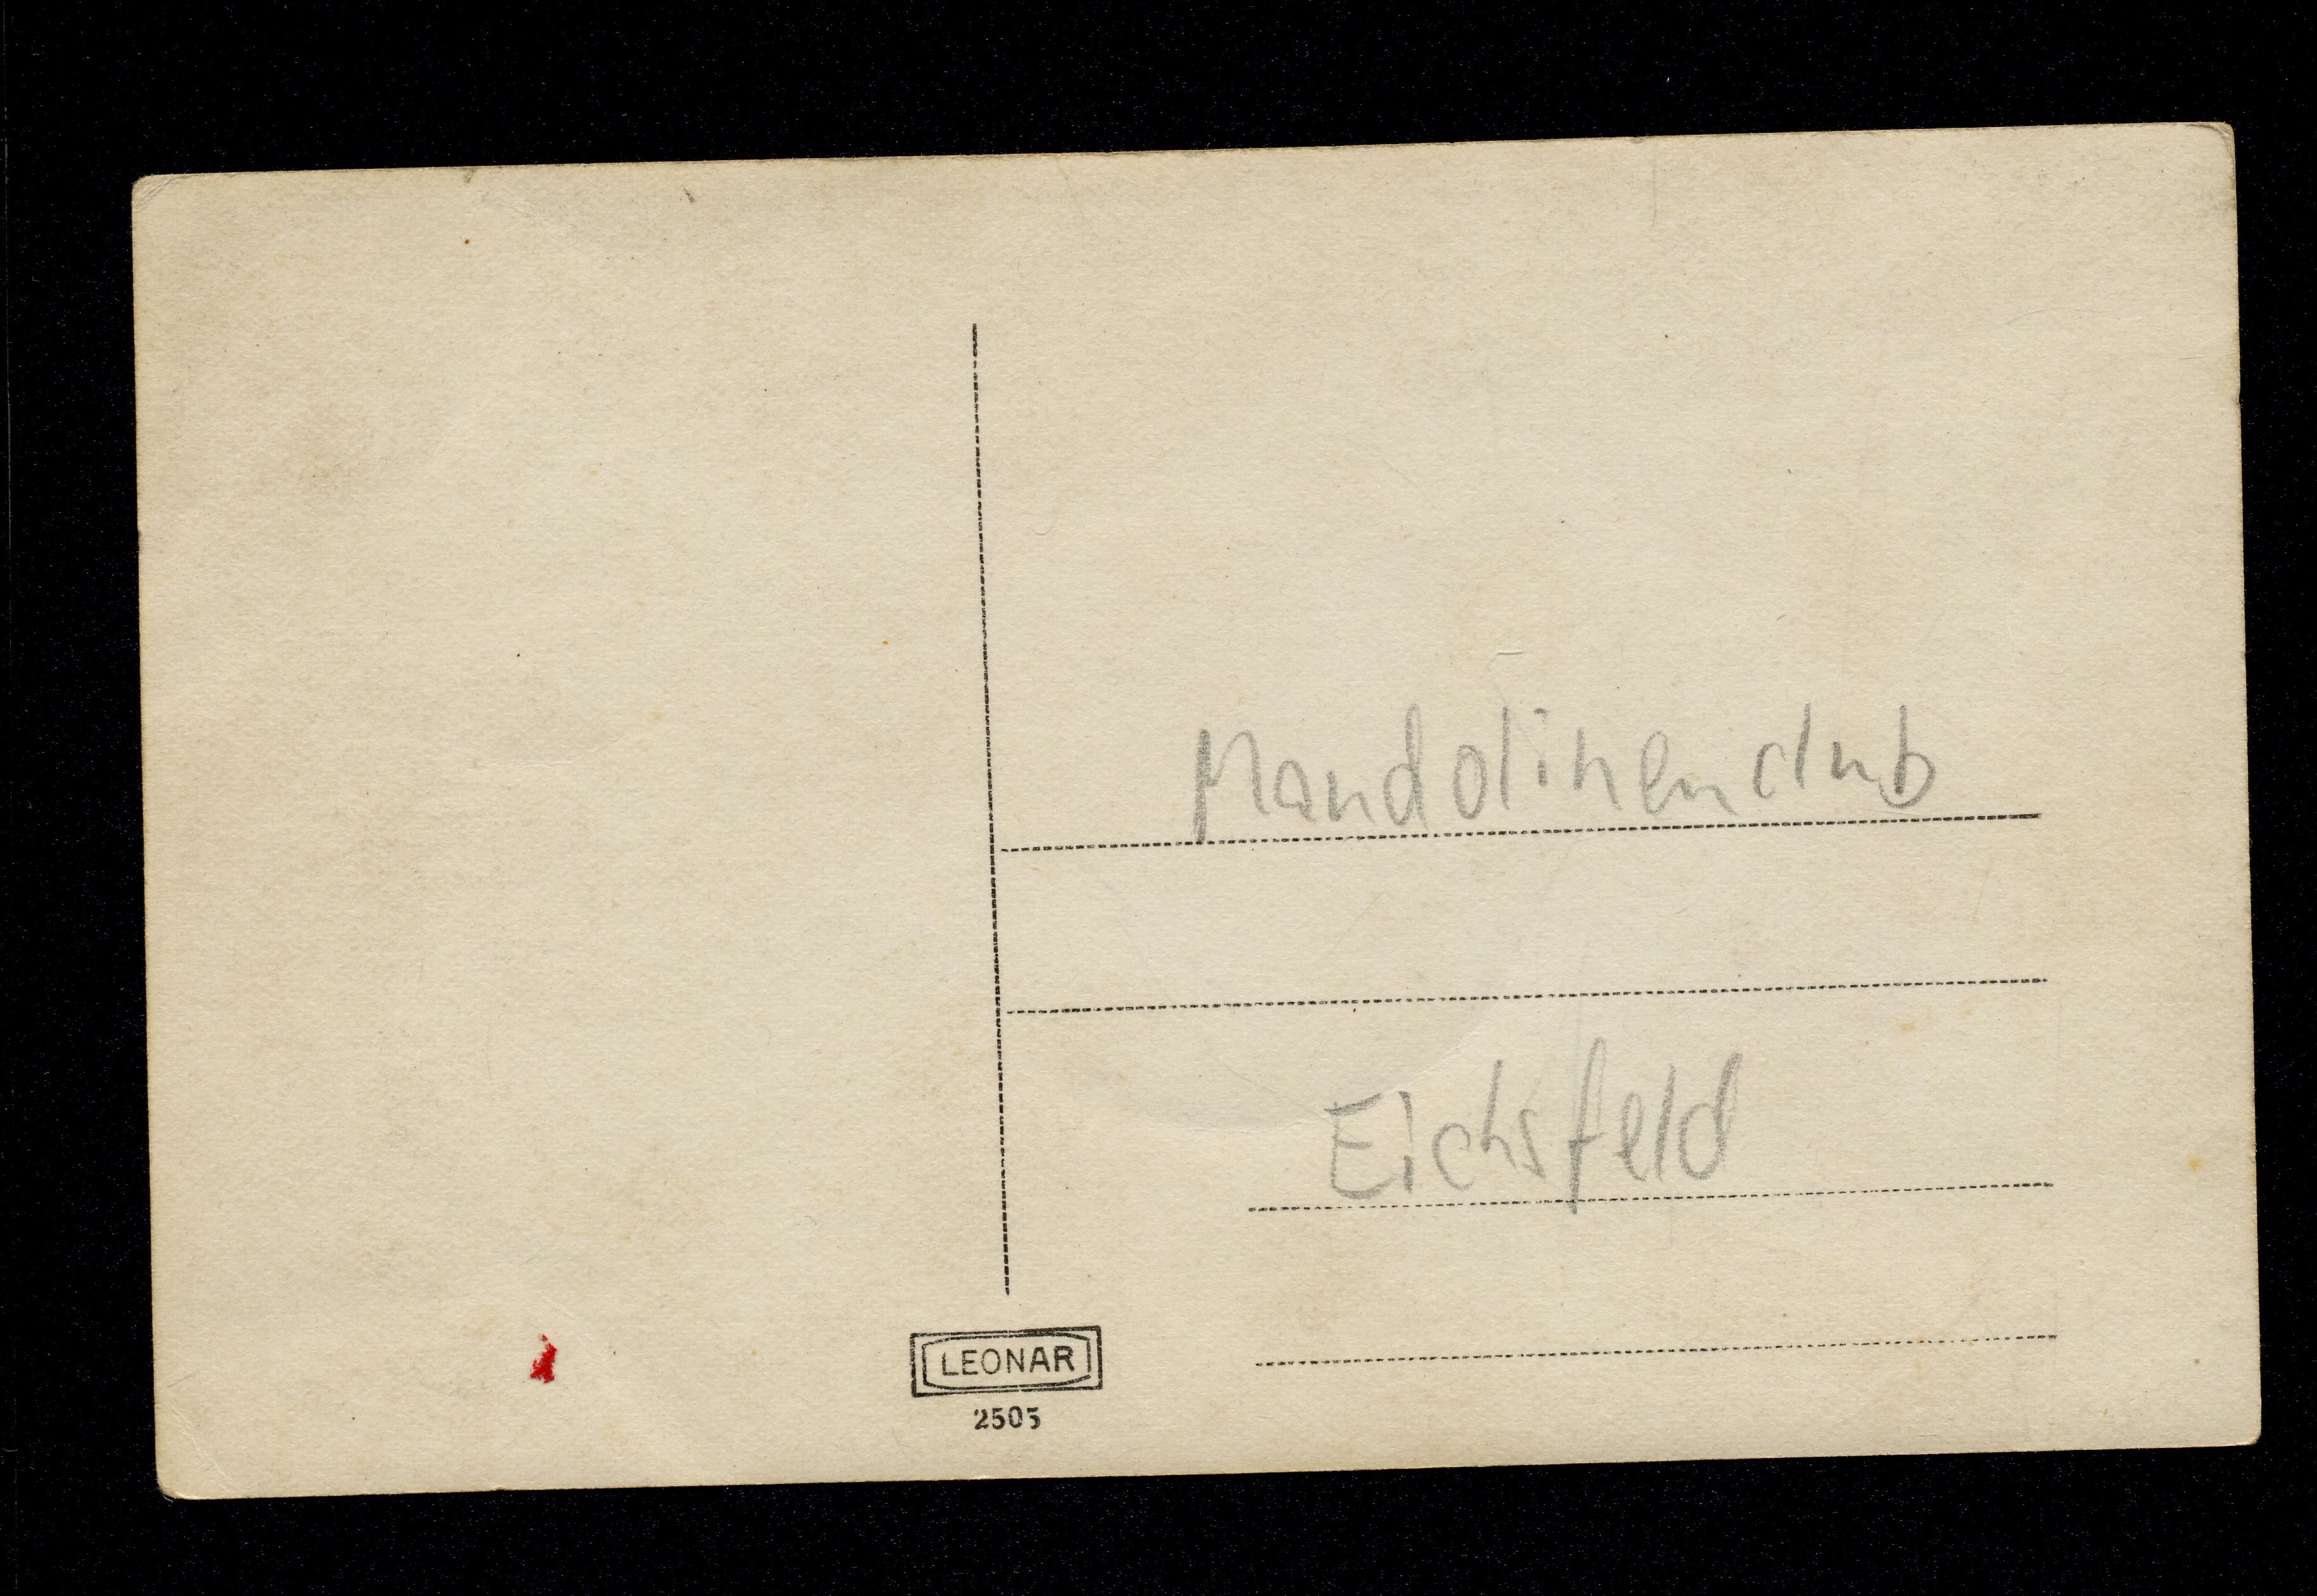 Mandolinenclub
Eichsfeld
LEONAR
2505